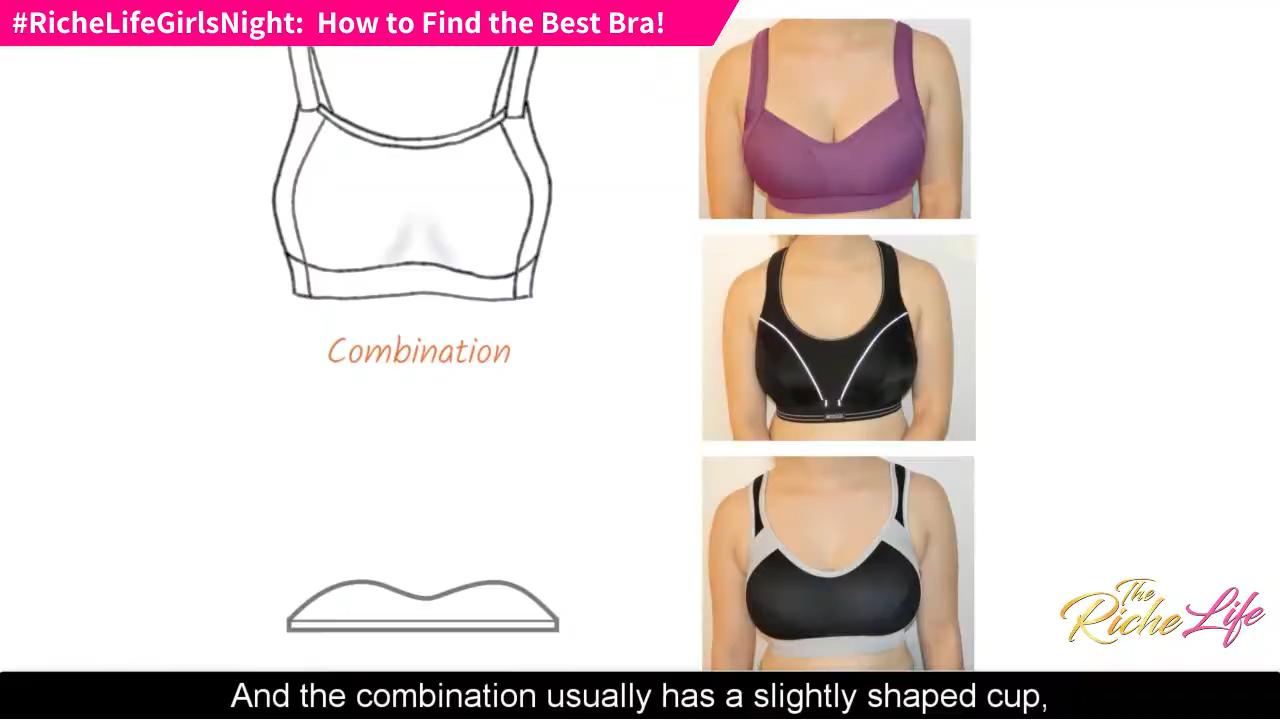 #RicheLifeGirlsNight: How to Find the Best Bra!
Combination
The
Riche Life
And the combination usually has a slightly shaped cup,